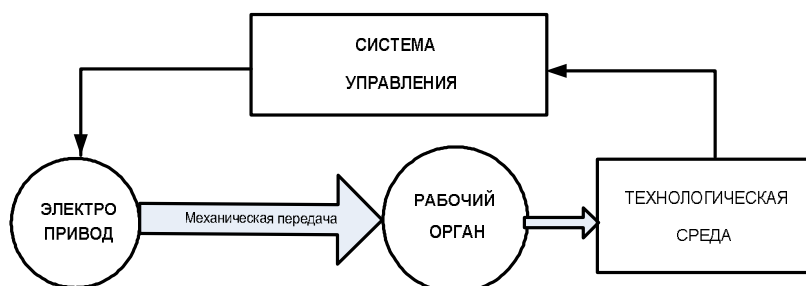 СИСТЕМА
УПРАВЛЕНИЯ
ЭЛЕКТРО
ПРИВОД
Механическая передача
РАБОЧИЙ
ОРГАН
ТЕХНОЛОГИЧЕСКАЯ
СРЕДА